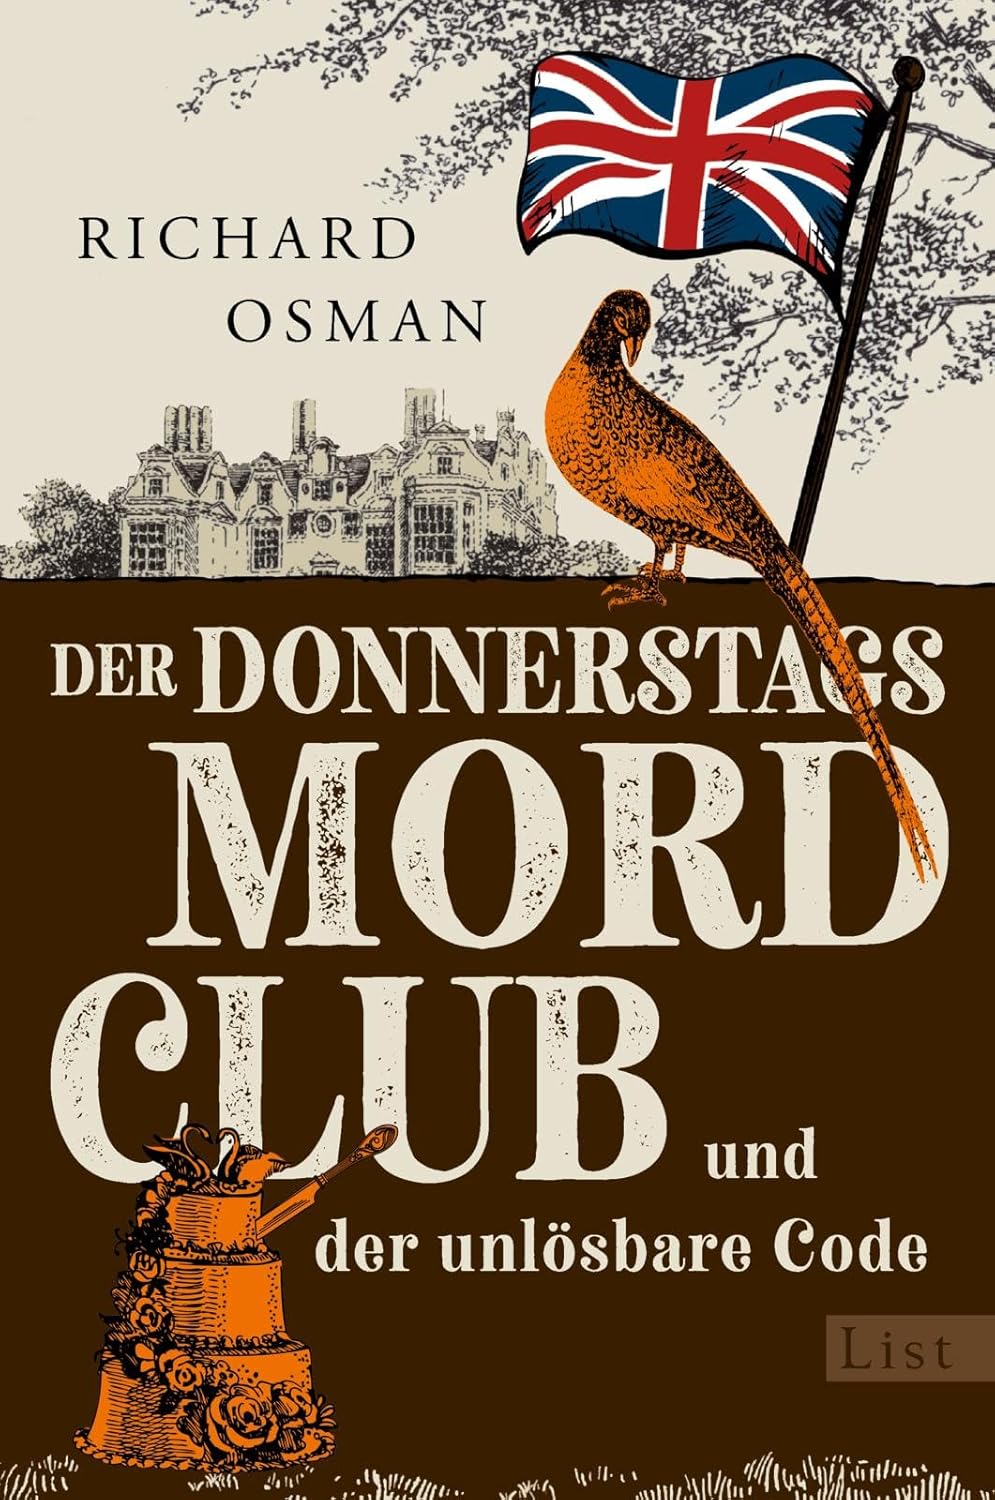 RICHARD
OSMAN
DER DONNERSTAGS
MORD
CLUB und
der unlösbare Code
List